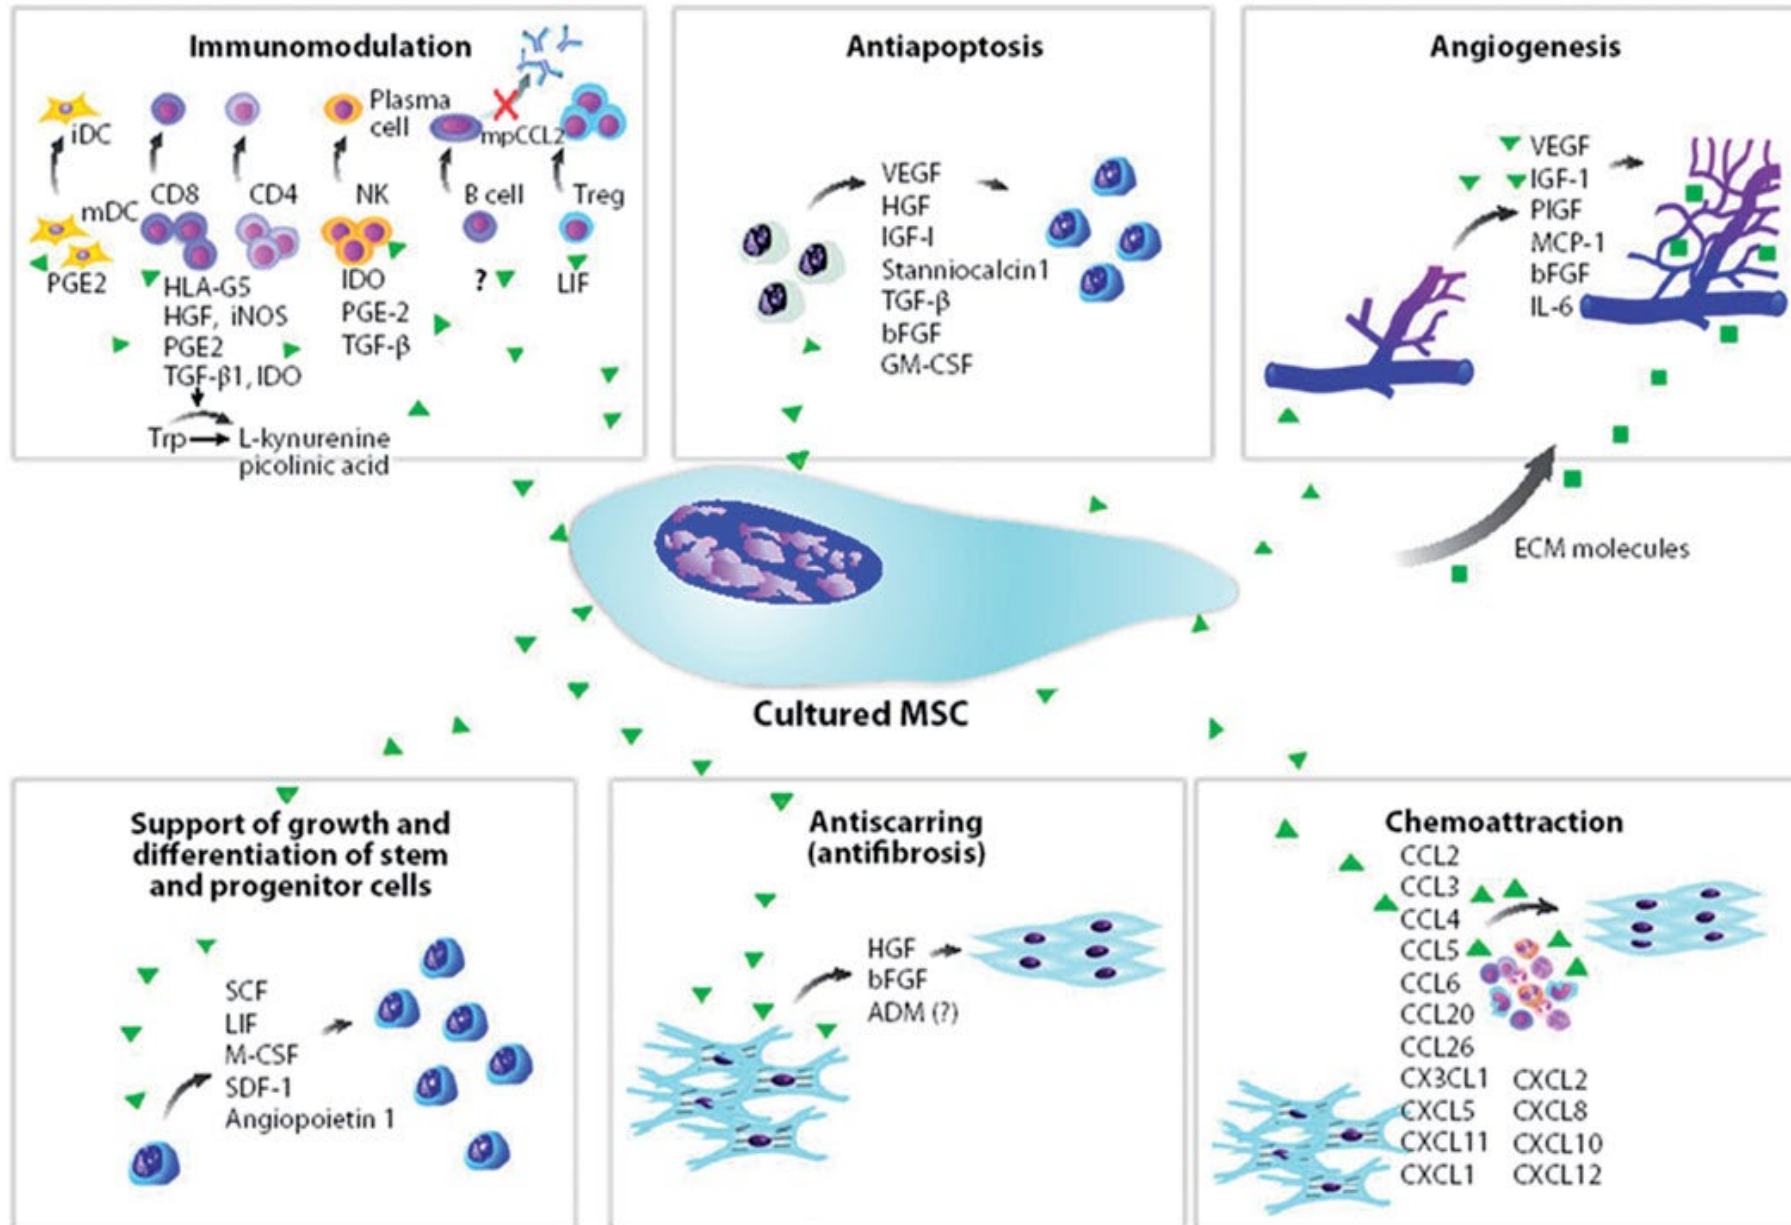 Immunomodulation
iDC
Plasma
cell
mpCCL2
mDC
CD8
CD4
NK
B cell
Treg
PGE2
HLA-G5
HGF, iNOS
PGE2
TGF-β1, IDO
IDO
PGE-2
TGF-β
?
LIF
Trp
L-kynurenine
picolinic acid
Antiapoptosis
VEGF
HGF
IGF-I
Stanniocalcin1
TGF-β
bFGF
GM-CSF
Angiogenesis
VEGF
IGF-1
PIGF
MCP-1
bFGF
IL-6
ECM molecules
Cultured MSC
Support of growth and
differentiation of stem
and progenitor cells
SCF
LIF
M-CSF
SDF-1
Angiopoietin 1
Antiscarring
(antifibrosis)
HGF
bFGF
ADM (?)
Chemoattraction
CCL2
CCL3
CCL4
CCL5
CCL6
CCL20
CCL26
CX3CL1 CXCL2
CXCL5 CXCL8
CXCL11 CXCL10
CXCL1 CXCL12